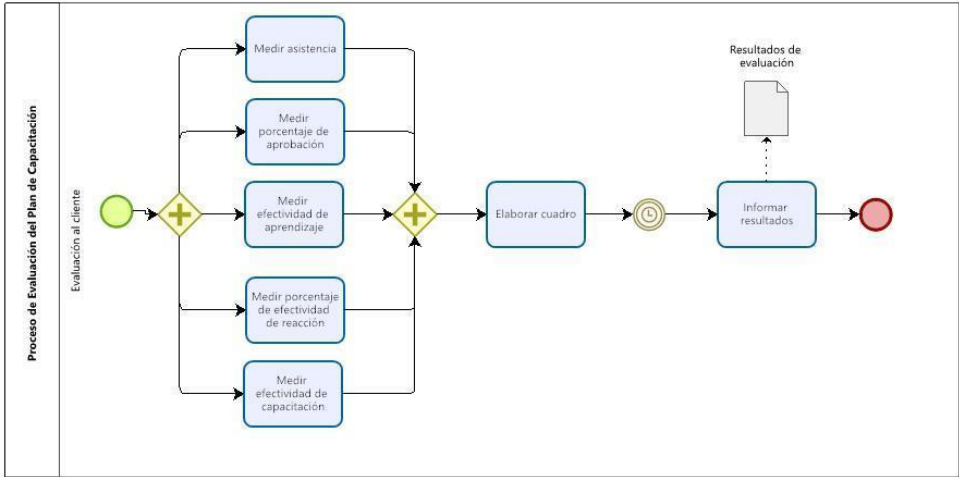 Proceso de Evaluación del Plan de Capacitación
Evaluación al cliente
Medir asistencia
Medir
porcentaje de
aprobación
Medir
efectividad de
aprendizaje
Medir porcentaje
de efectividad
de reacción
Medir
efectividad de
capacitación
Elaborar cuadro
Resultados de
evaluación
Informar
resultados